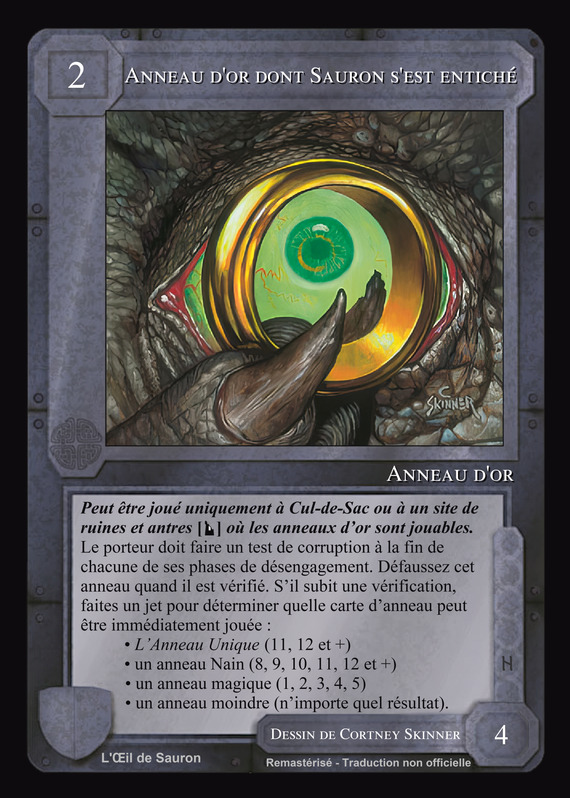 2
ANNEAU D'OR DONT SAURON S'EST ENTICHÉ
C
SKINNER
ANNEAU D'OR
Peut être joué uniquement à Cul-de-Sac ou à un site de
ruines et antres [ ] où les anneaux d’or sont jouables.
Le porteur doit faire un test de corruption à la fin de
chacune de ses phases de désengagement. Défaussez cet
anneau quand il est vérifié. S’il subit une vérification,
faites un jet pour déterminer quelle carte d’anneau peut
être immédiatement jouée :
• L’Anneau Unique (11, 12 et +)
• un anneau Nain (8, 9, 10, 11, 12 et +)
• un anneau magique (1, 2, 3, 4, 5)
• un anneau moindre (n’importe quel résultat).
DESSIN DE CORTNEY SKINNER
4
L'Œil de Sauron
Remastérisé - Traduction non officielle